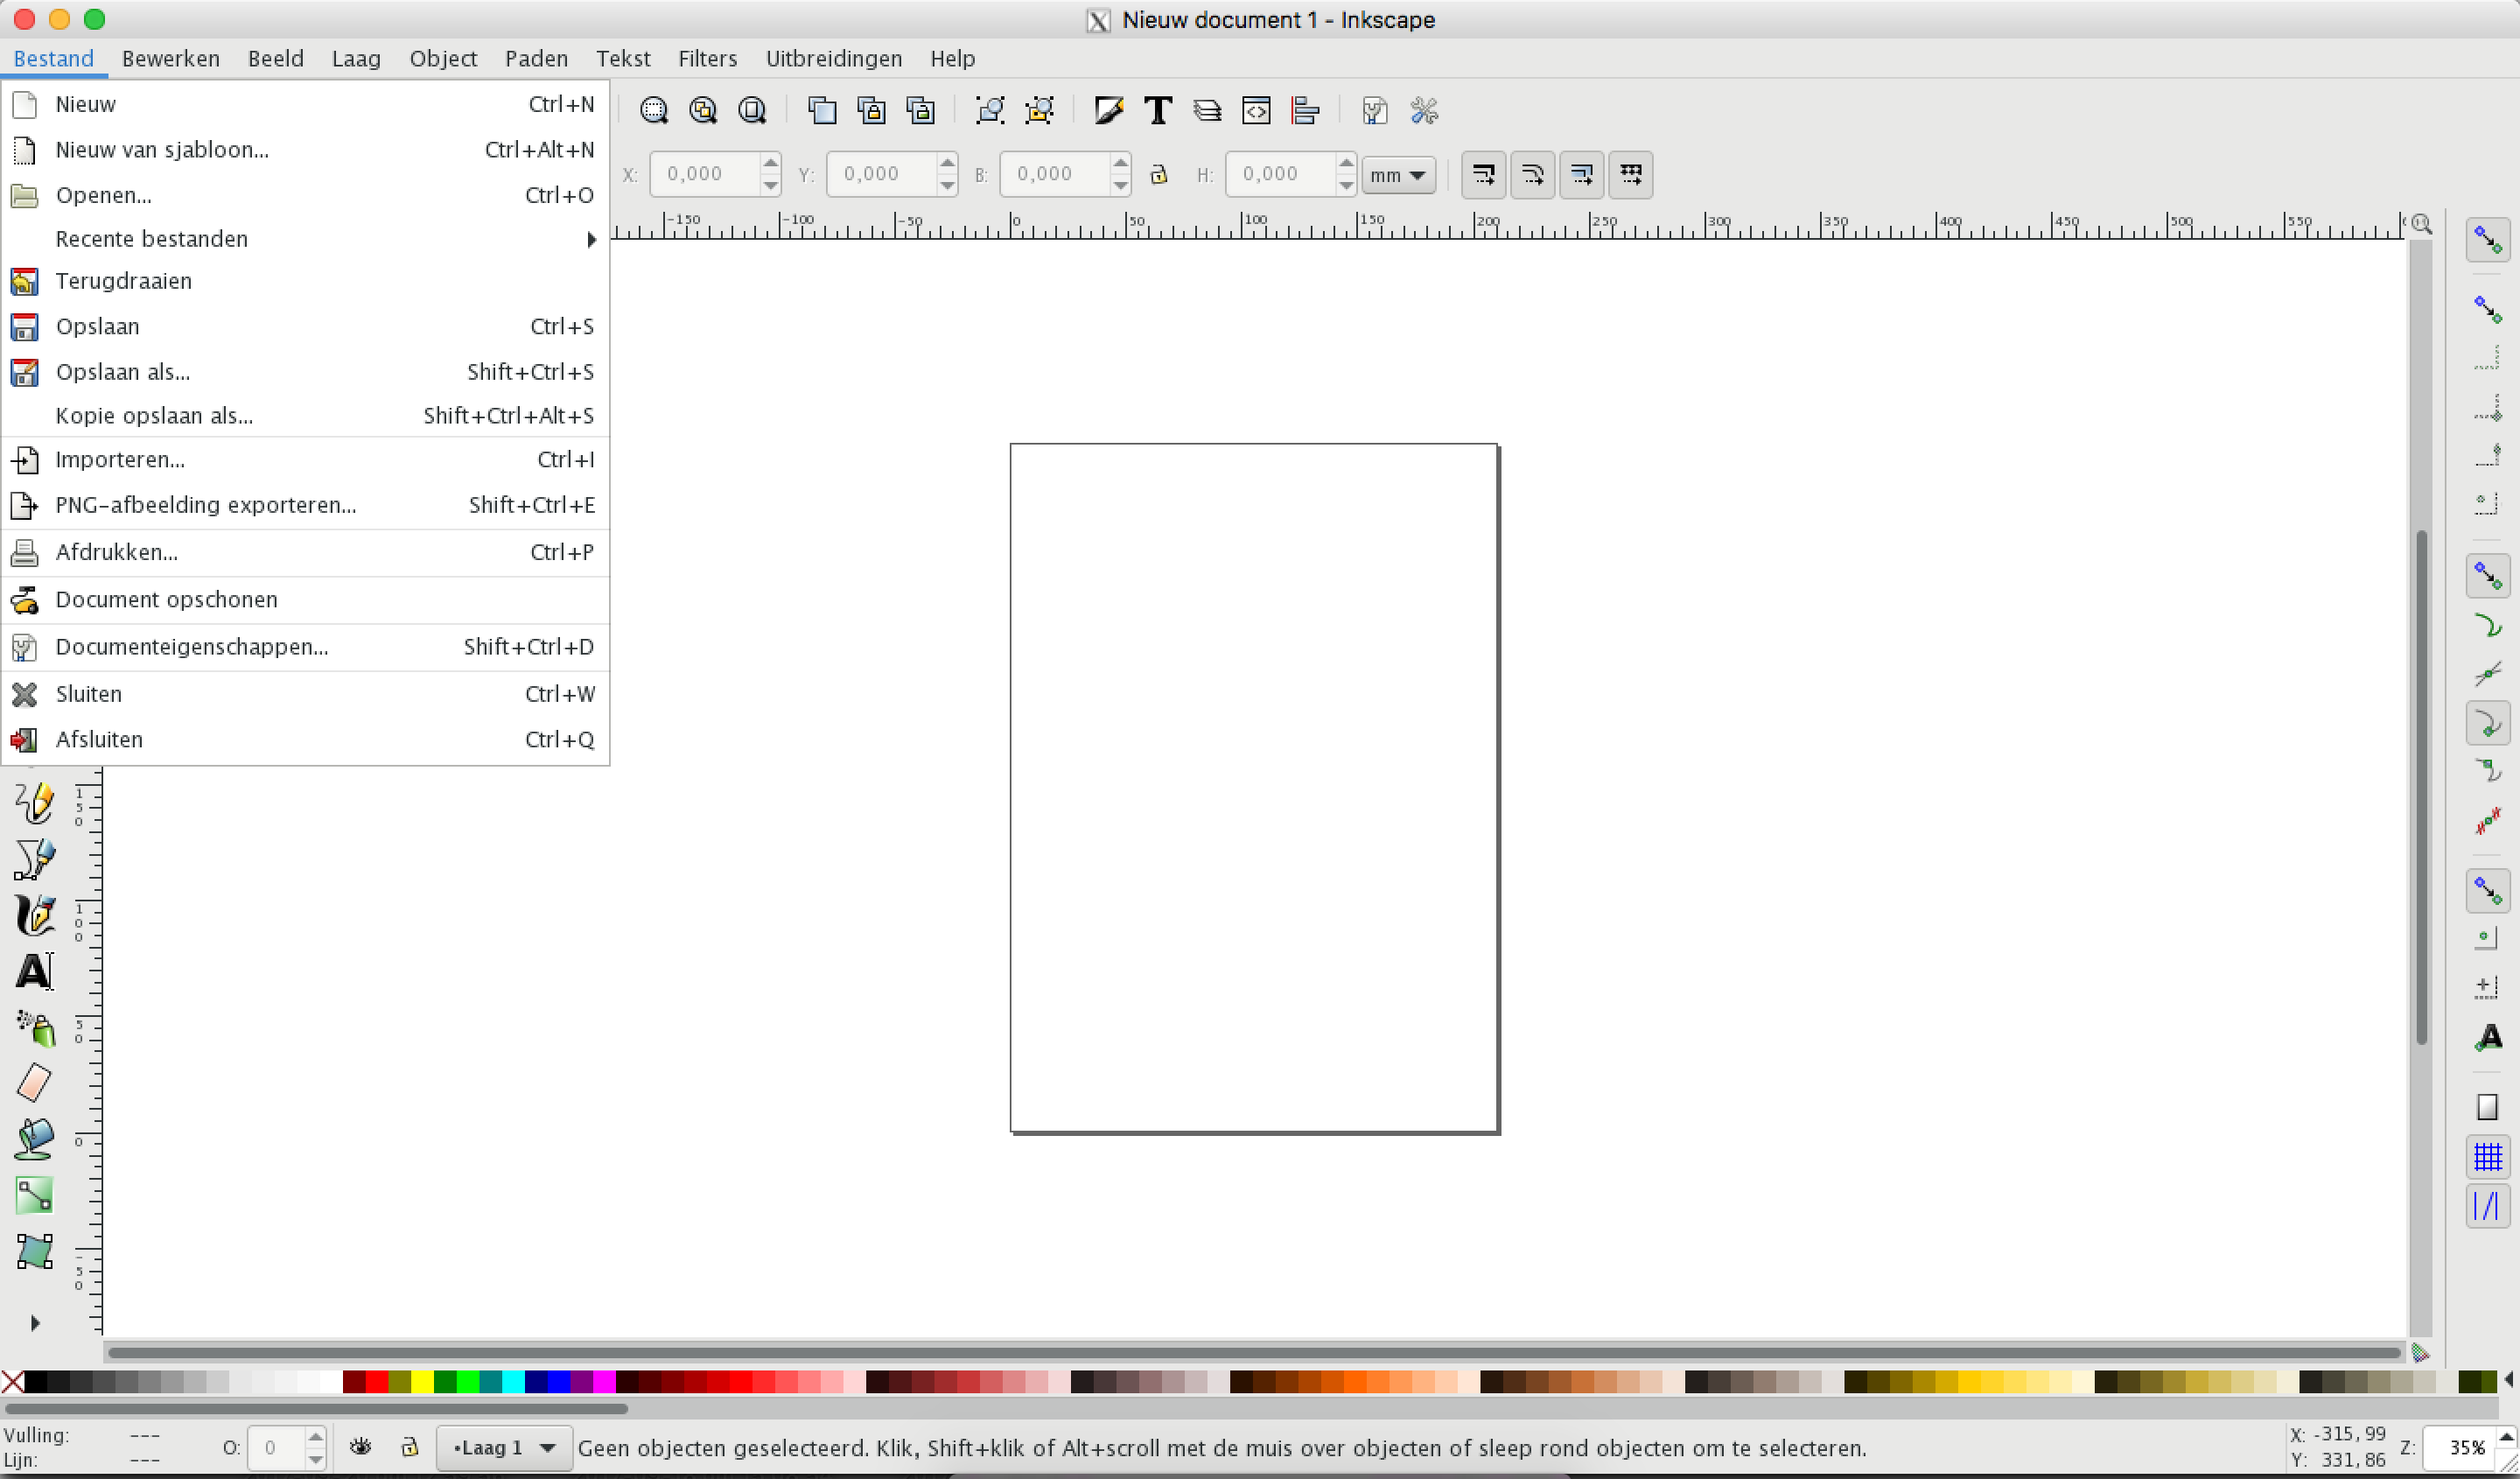 Nieuw document 1 - Inkscape
Bestand Bewerken Beeld Laag Object Paden Tekst Filters Uitbreidingen Help
Nieuw Ctrl+N
Nieuw van sjabloon... Ctrl+Alt+N
Openen... Ctrl+O
Recente bestanden
Terugdraaien
Opslaan Ctrl+S
Opslaan als... Shift+Ctrl+S
Kopie opslaan als... Shift+Ctrl+Alt+S
Importeren... Ctrl+I
PNG-afbeelding exporteren... Shift+Ctrl+E
Afdrukken... Ctrl+P
Document opschonen
Documenteigenschappen... Shift+Ctrl+D
Sluiten Ctrl+W
Afsluiten Ctrl+Q
X: 0,000 Y: 0,000 B: 0,000 H: 0,000 mm
-150 -100 -50 0 50 100 150 200 250 300 350 400 450 500 550
150
100
50
0
-50
Vulling: ---
Lijn: ---
O: 0
•Laag 1
Geen objecten geselecteerd. Klik, Shift+klik of Alt+scroll met de muis over objecten of sleep rond objecten om te selecteren.
X: -315,99
Y: 331,86
Z: 35%